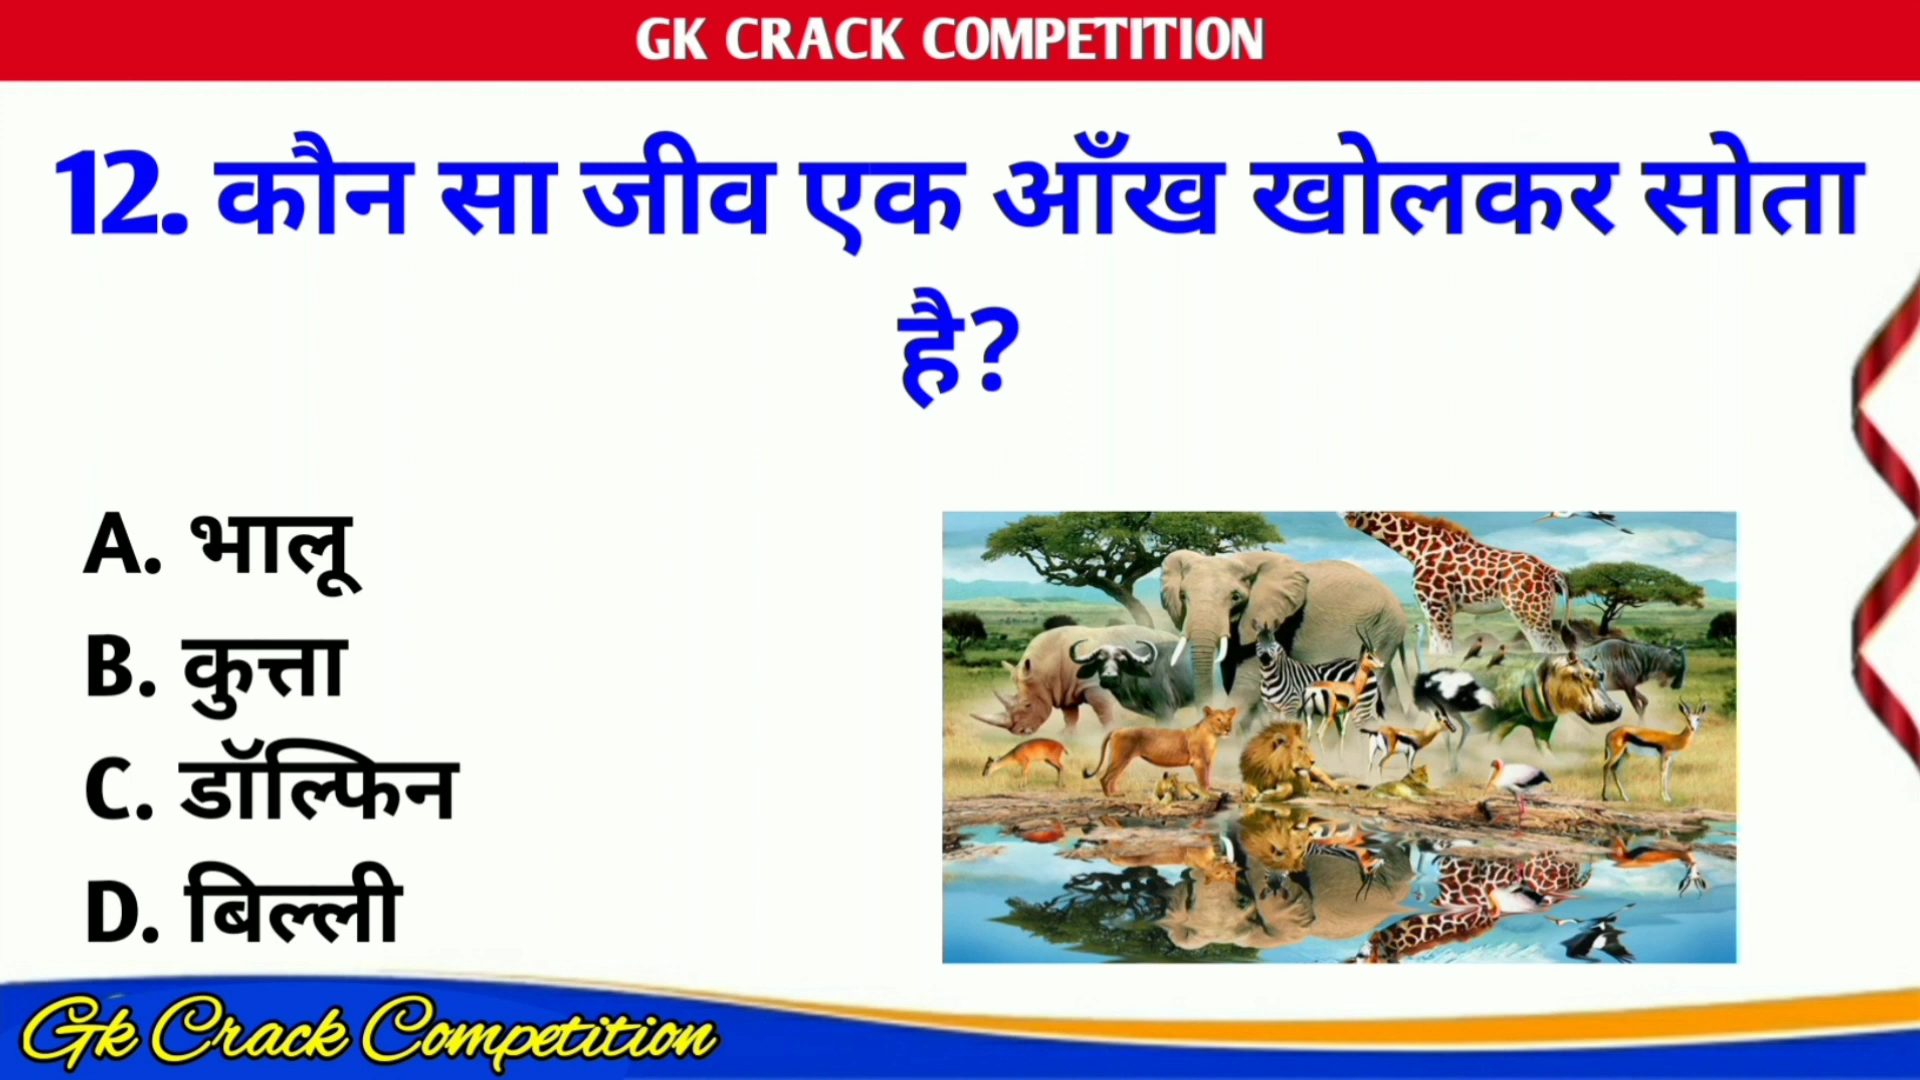 GK CRACK COMPETITION
12. कौन सा जीव एक आँख खोलकर सोता
है?
A. भालू
B. कुत्ता
C. डॉल्फिन
D. बिल्ली
Gk Crack Competition